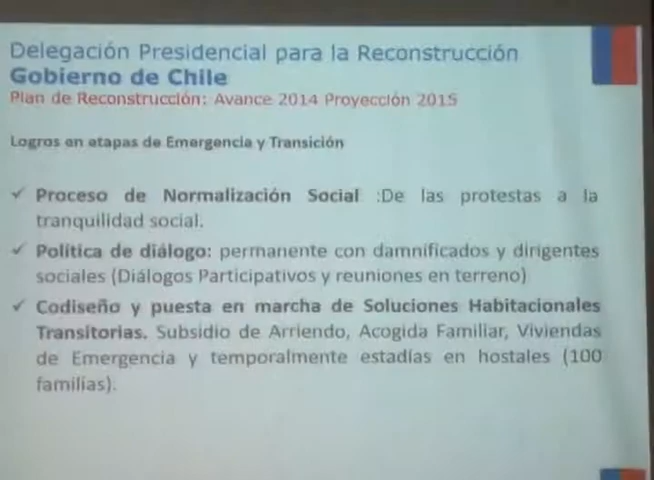 Delegación Presidencial para la Reconstrucción
Gobierno de Chile
Plan de Reconstrucción: Avance 2014 Proyección 2015
Logros en etapas de Emergencia y Transición
✓ Proceso de Normalización Social :De las protestas a la
tranquilidad social.
✓ Política de diálogo: permanente con damnificados y dirigentes
sociales (Diálogos Participativos y reuniones en terreno)
✓ Codiseño y puesta en marcha de Soluciones Habitacionales
Transitorias. Subsidio de Arriendo, Acogida Familiar, Viviendas
de Emergencia y temporalmente estadías en hostales (100
familias).